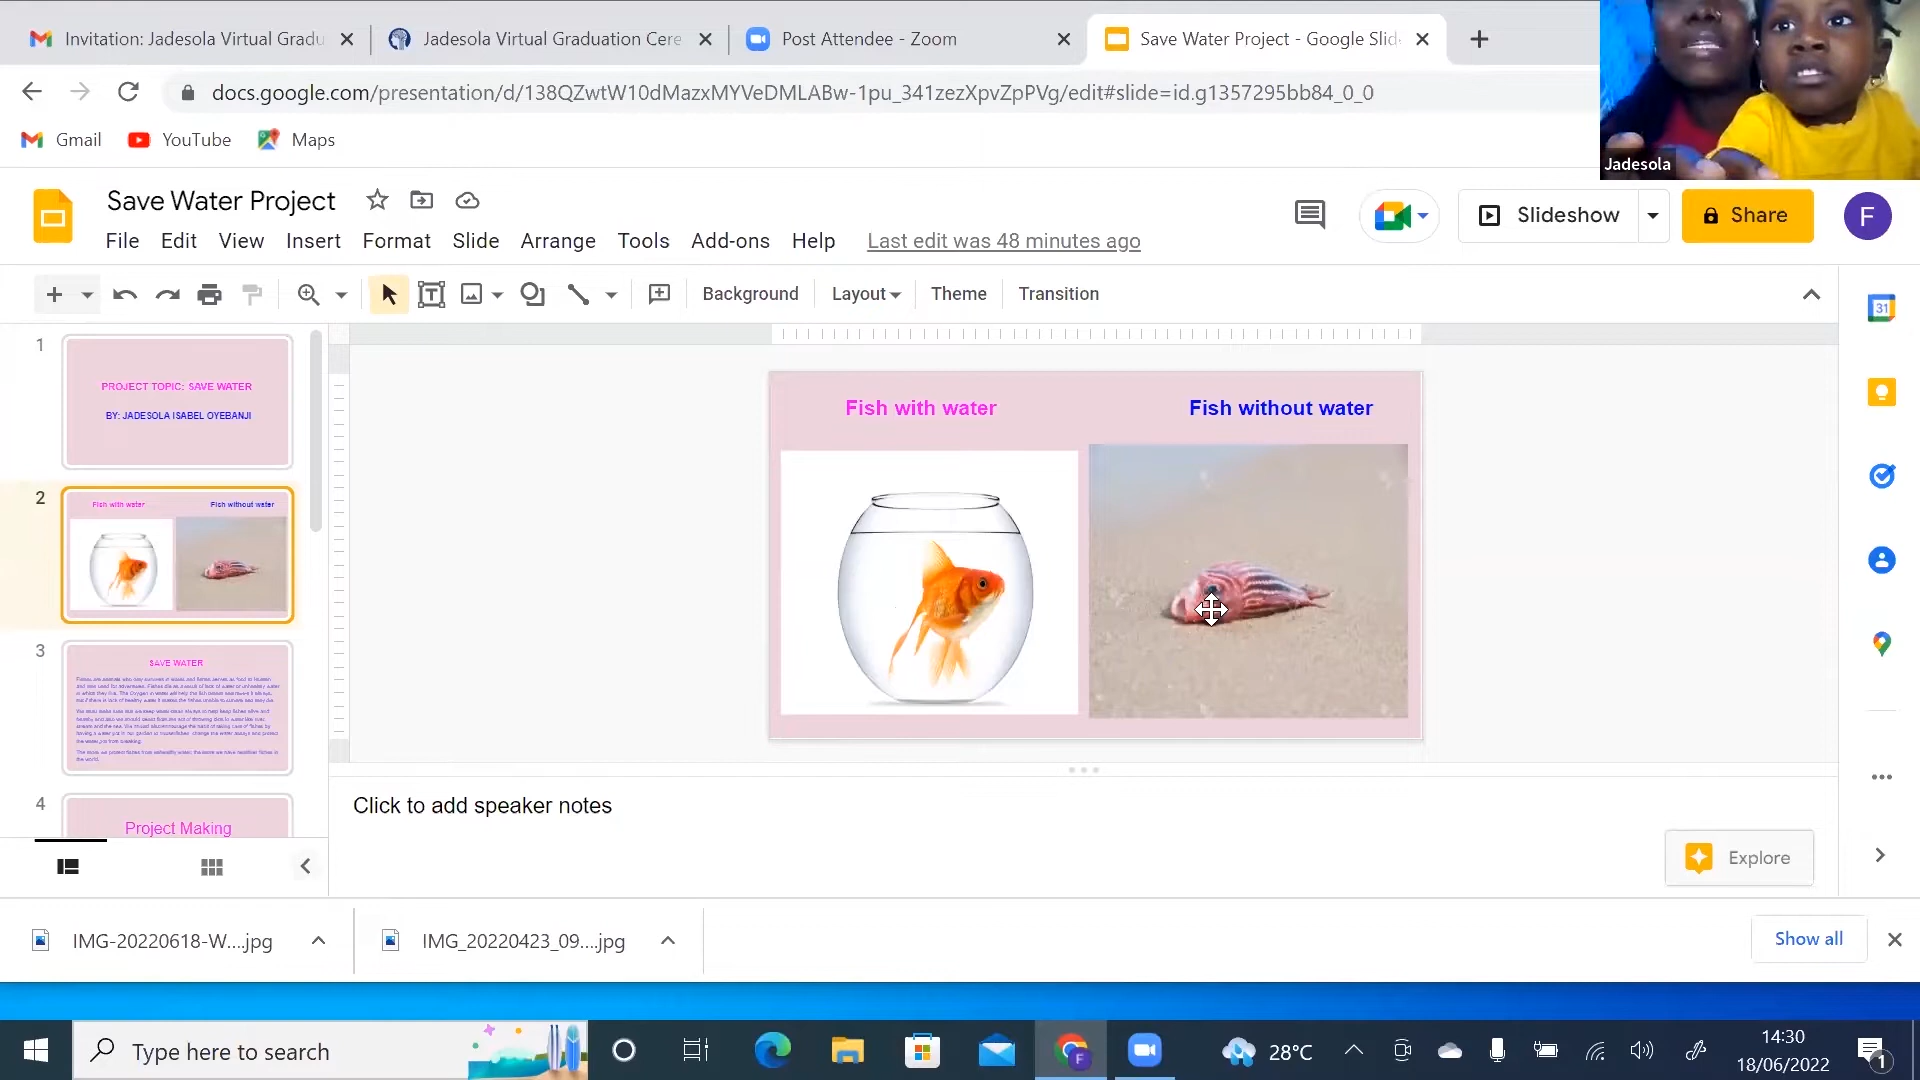 Invitation: Jadesola Virtual Gradu
Jadesola Virtual Graduation Cere
Post Attendee - Zoom
Save Water Project - Google Slid
docs.google.com/presentation/d/138QZwtW10dMazxMYVeDMLABw-1pu_341zezXpvZpPVg/edit#slide=id.g1357295bb84_0_0
Gmail YouTube Maps
Jadesola
Save Water Project
Slideshow
Share
F
File Edit View Insert Format Slide Arrange Tools Add-ons Help Last edit was 48 minutes ago
Background Layout Theme Transition
31
1
PROJECT TOPIC: SAVE WATER
BY: JADESOLA ISABEL OYEBANJI
2
Fish with water Fish without water
3
SAVE WATER
4
Project Making
Fish with water Fish without water
Click to add speaker notes
Explore
IMG-20220618-W....jpg
IMG_20220423_09....jpg
Show all
Type here to search
F
28°C
14:30
18/06/2022
1